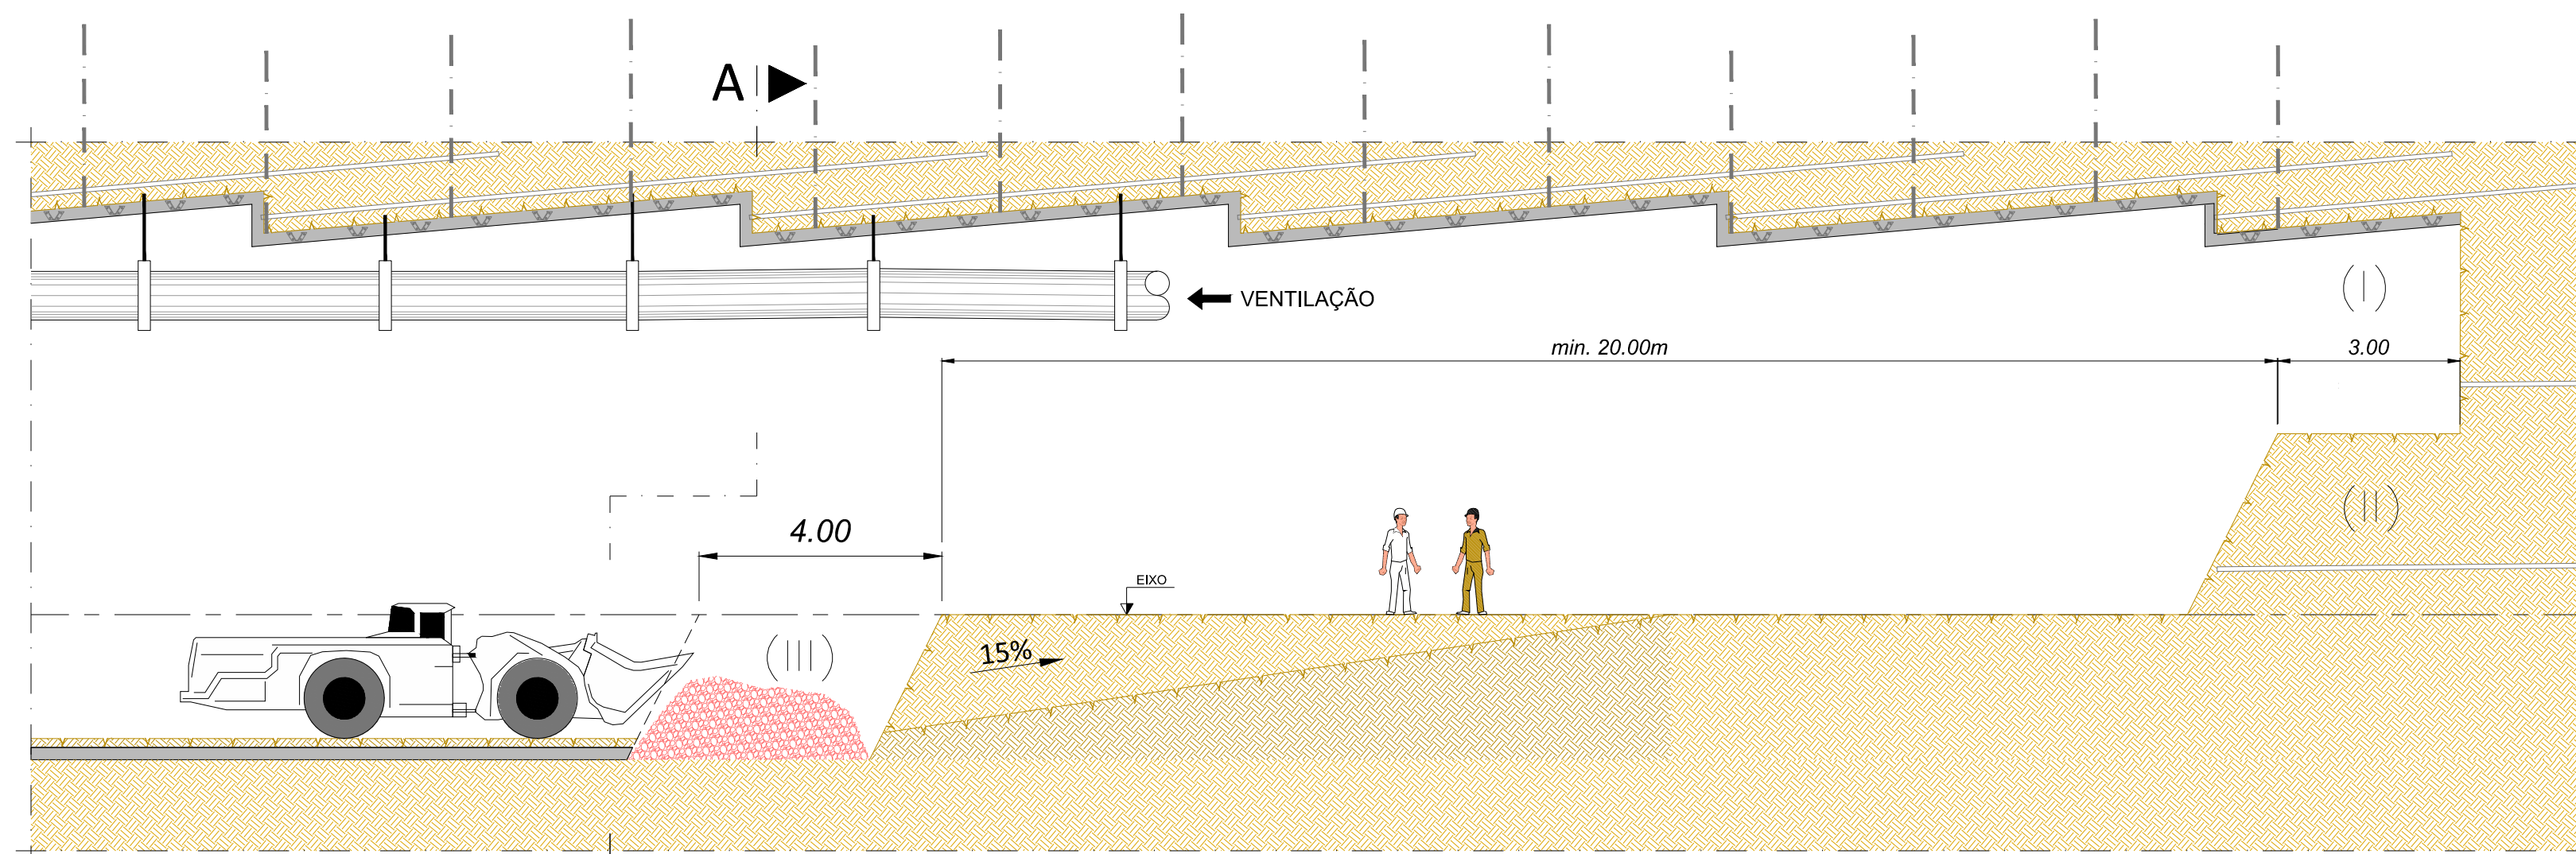 A
VENTILAÇÃO
(I)
min. 20.00m
3.00
(II)
4.00
EIXO
(III)
15%